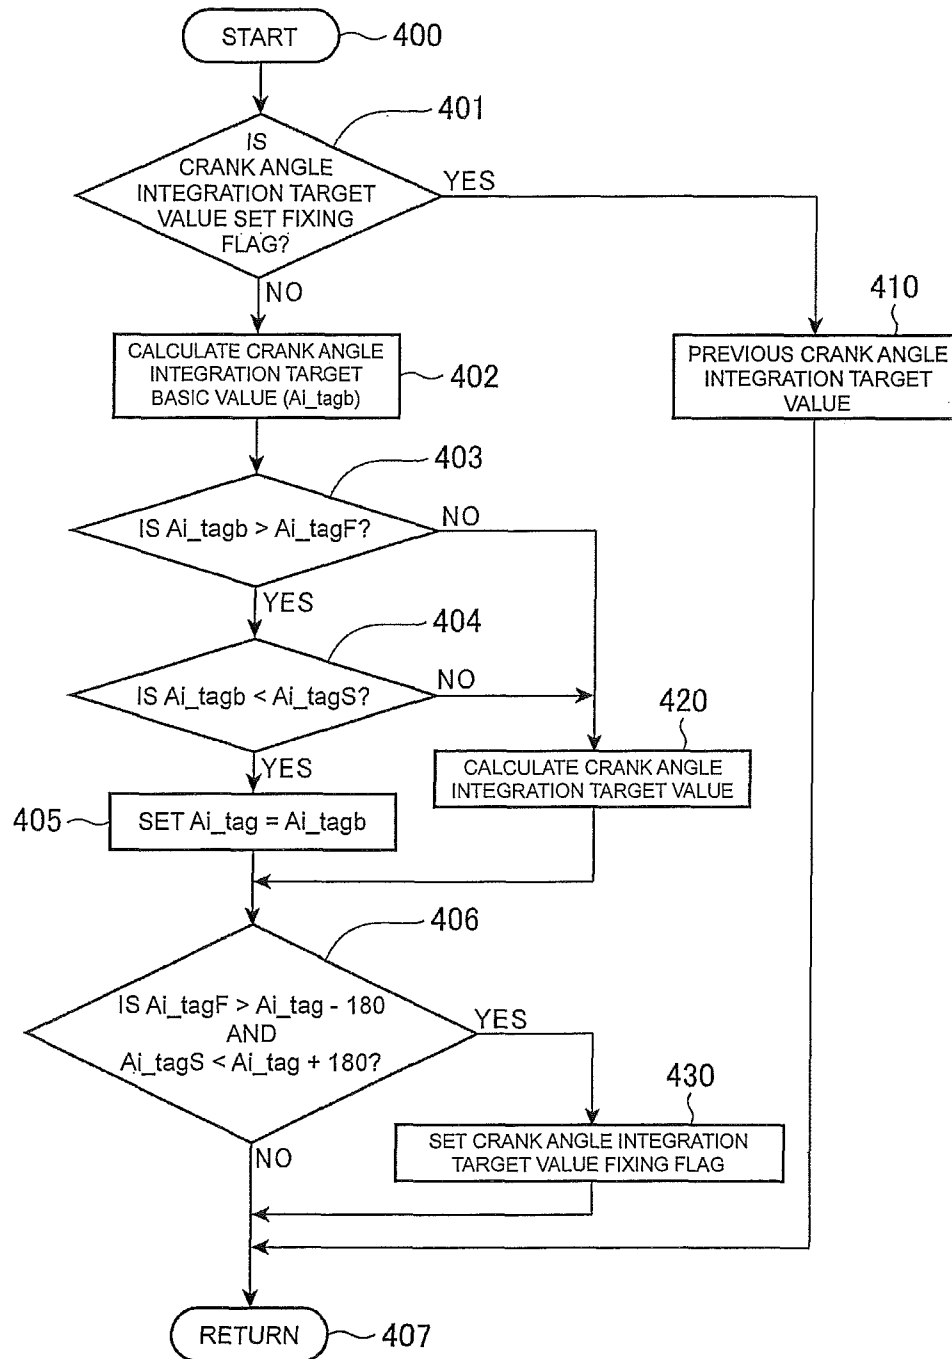 START
400
401
IS
CRANK ANGLE
INTEGRATION TARGET
VALUE SET FIXING
FLAG?
YES
NO
410
CALCULATE CRANK ANGLE
INTEGRATION TARGET
BASIC VALUE (Ai_tagb)
402
PREVIOUS CRANK ANGLE
INTEGRATION TARGET
VALUE
403
IS Ai_tagb > Ai_tagF?
NO
YES
404
IS Ai_tagb < Ai_tagS?
NO
YES
420
CALCULATE CRANK ANGLE
INTEGRATION TARGET VALUE
405
SET Ai_tag = Ai_tagb
406
IS Ai_tagF > Ai_tag - 180
AND
Ai_tagS < Ai_tag + 180?
YES
NO
430
SET CRANK ANGLE INTEGRATION
TARGET VALUE FIXING FLAG
RETURN
407